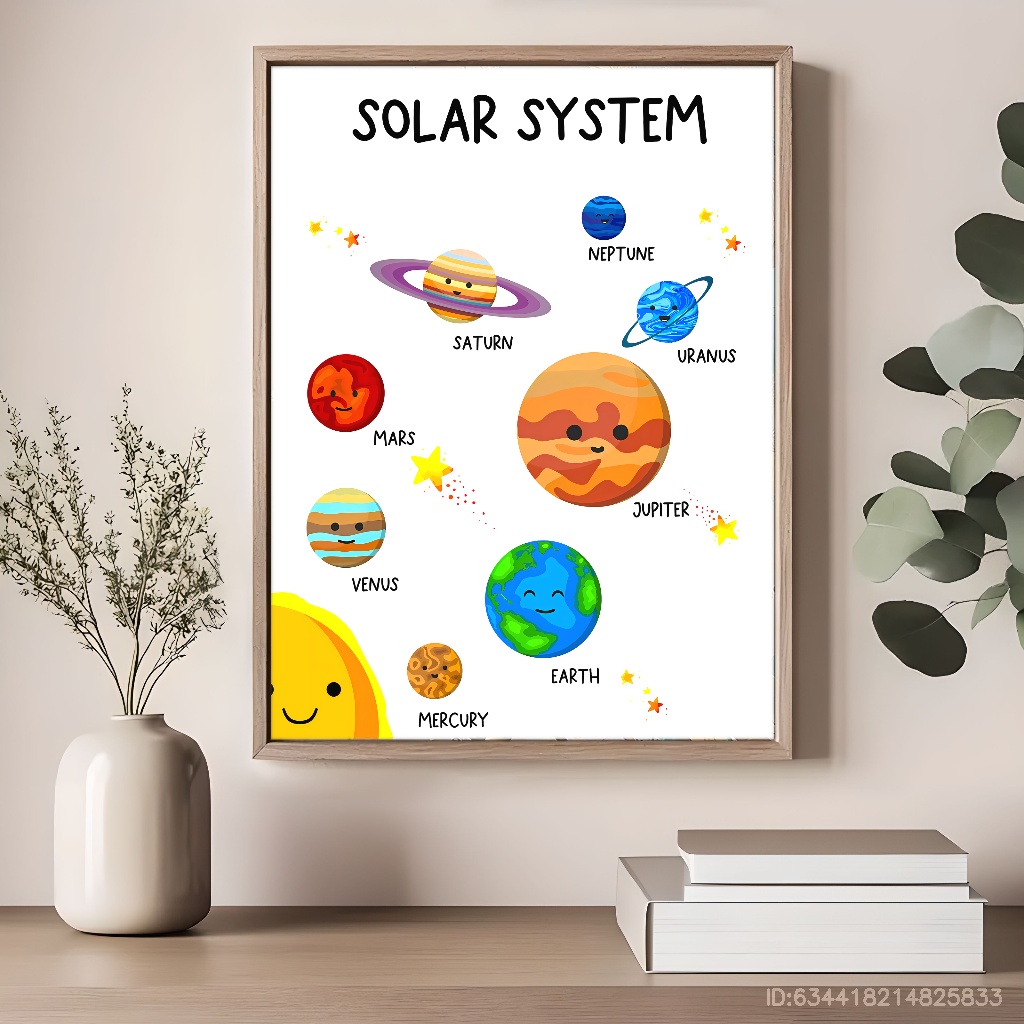 SOLAR SYSTEM
NEPTUNE
SATURN
URANUS
MARS
JUPITER
VENUS
EARTH
MERCURY
ID:634418214825833